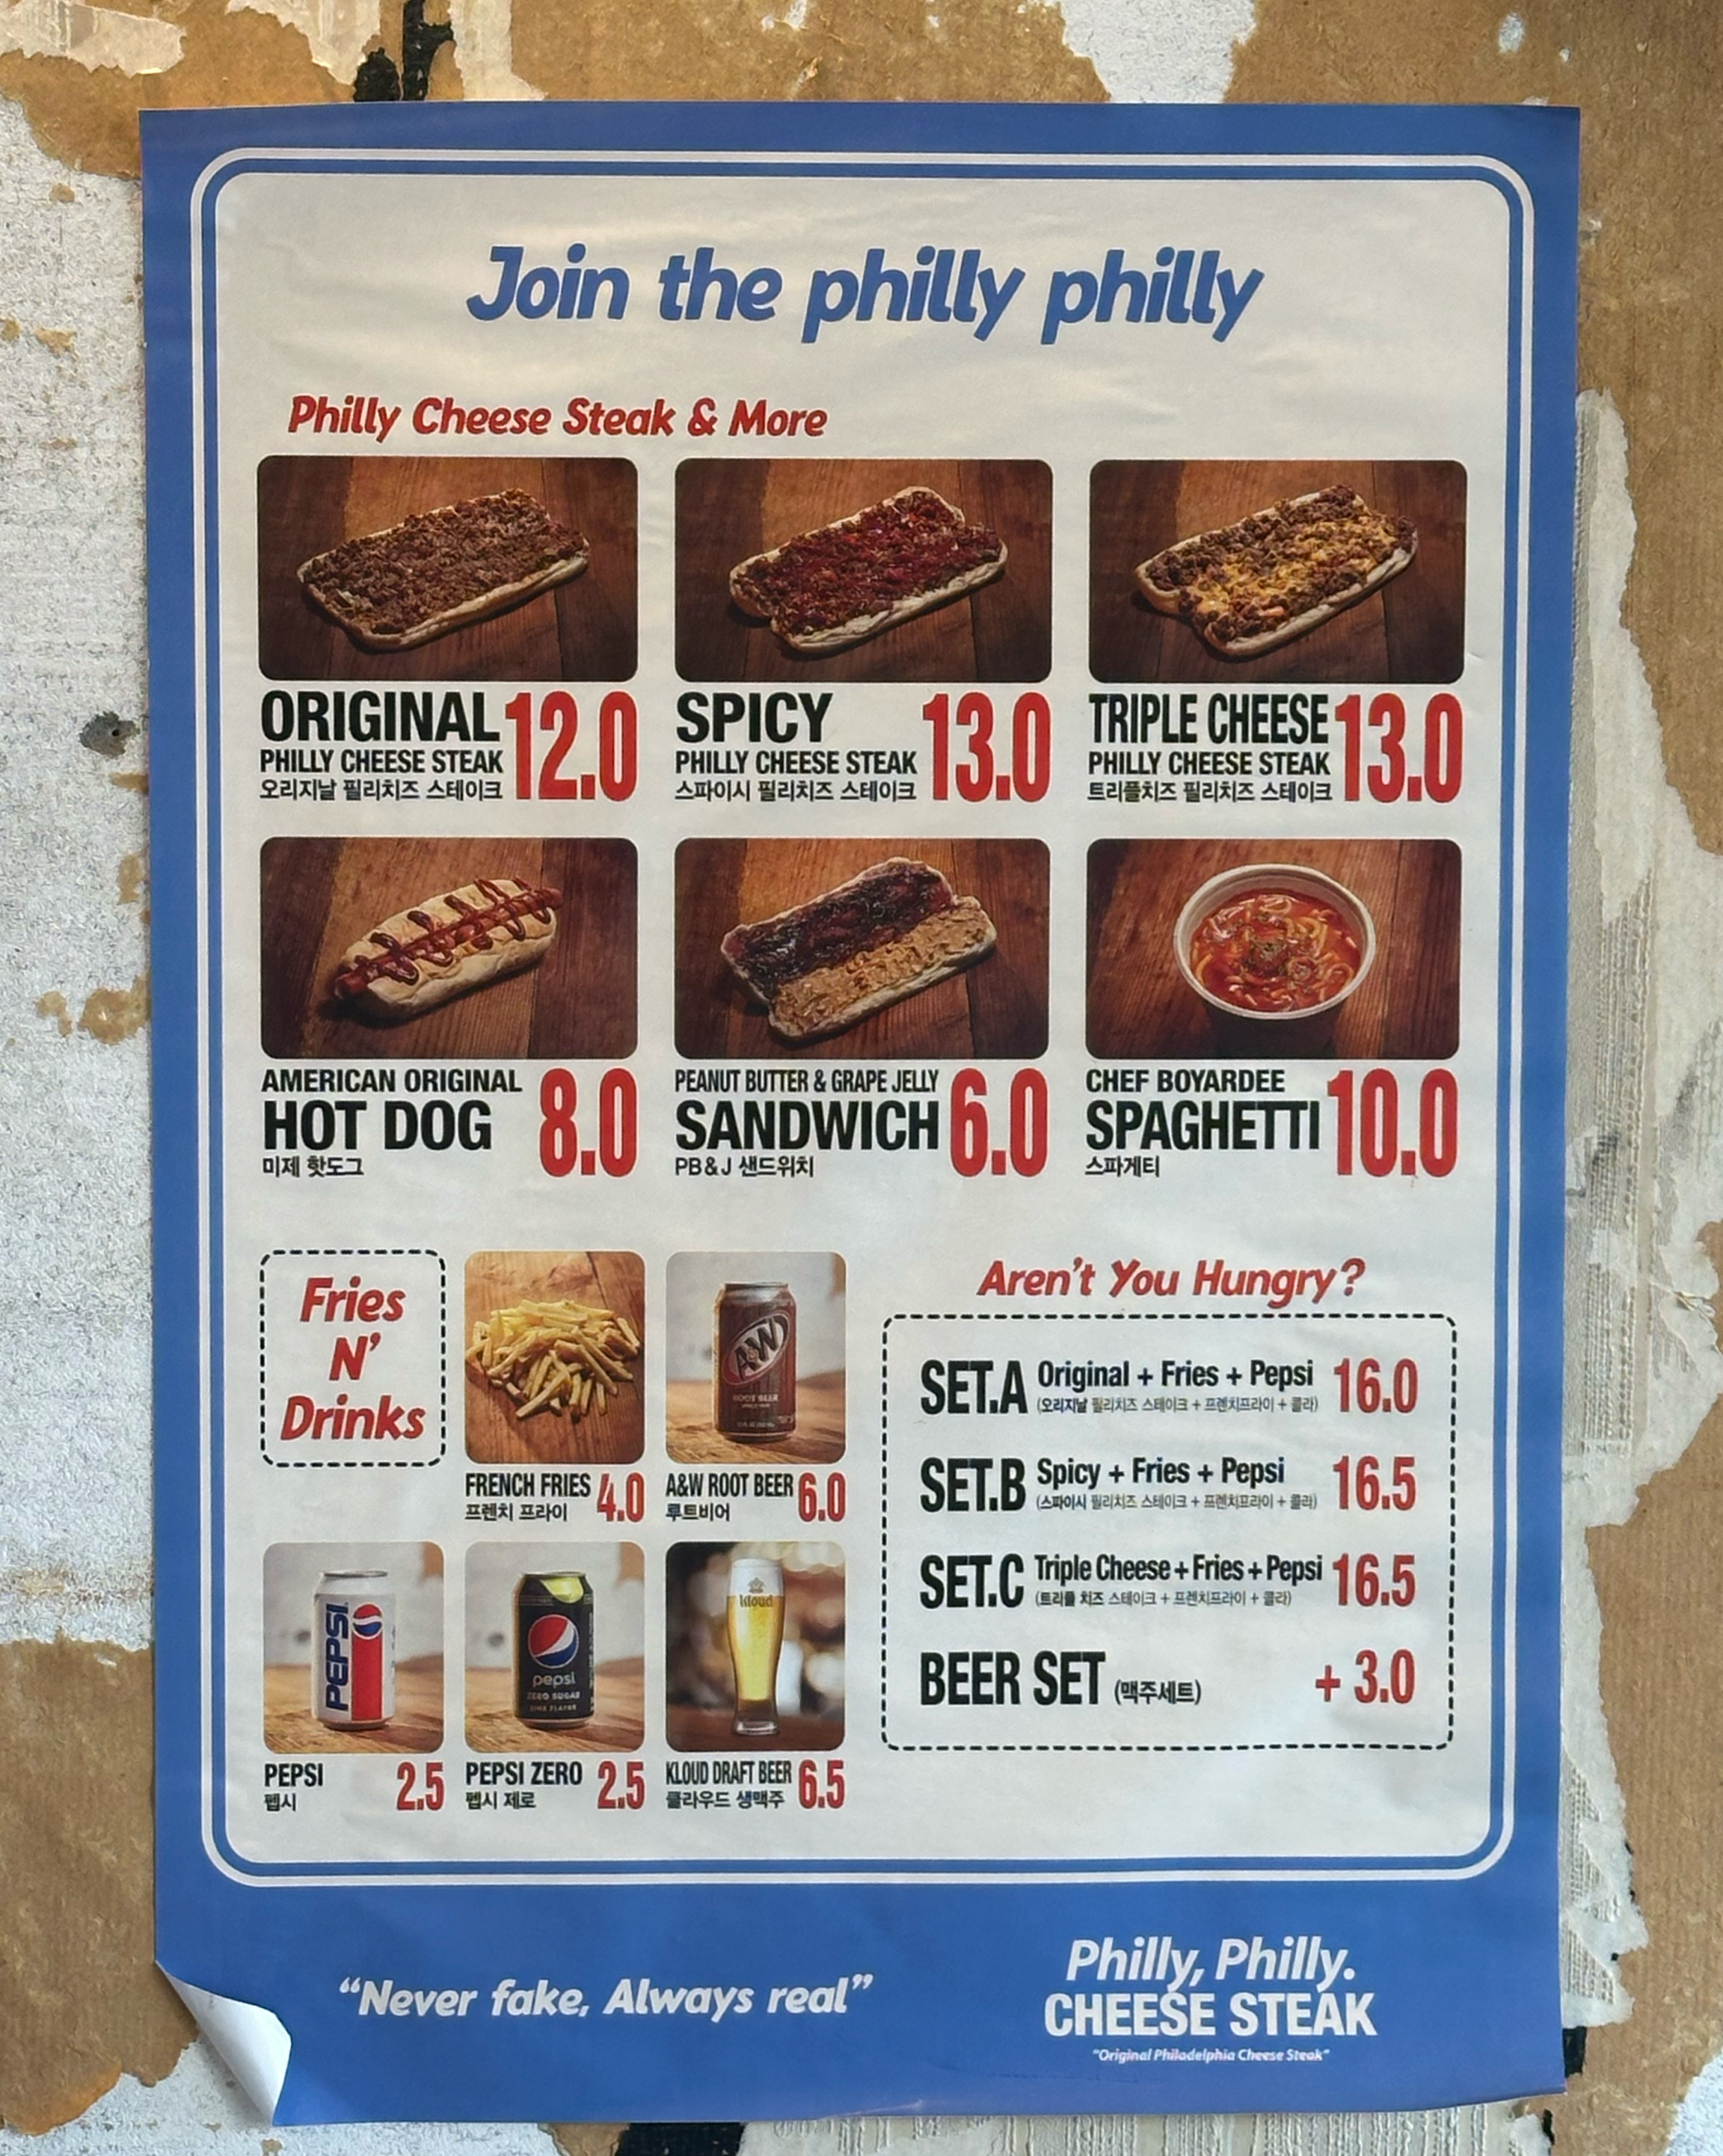 Join the philly philly
Philly Cheese Steak & More
ORIGINAL 12.0
PHILLY CHEESE STEAK
오리지날 필리치즈 스테이크
SPICY 13.0
PHILLY CHEESE STEAK
스파이시 필리치즈 스테이크
TRIPLE CHEESE 13.0
PHILLY CHEESE STEAK
트리플치즈 필리치즈 스테이크
AMERICAN ORIGINAL
HOT DOG 8.0
미제 핫도그
PEANUT BUTTER & GRAPE JELLY
SANDWICH 6.0
PB&J 샌드위치
CHEF BOYARDEE
SPAGHETTI 10.0
스파게티
Fries
N'
Drinks
FRENCH FRIES 4.0
프렌치 프라이
A&W
ROOT BEER
A&W ROOT BEER 6.0
루트비어
PEPSI
PEPSI 2.5
펩시
pepsi
ZERO SUGAR
LIME FLAVOR
PEPSI ZERO 2.5
펩시 제로
Kloud
KLOUD DRAFT BEER 6.5
클라우드 생맥주
Aren't You Hungry?
SET.A Original + Fries + Pepsi 16.0
(오리지날 필리치즈 스테이크 + 프렌치프라이 + 콜라)
SET.B Spicy + Fries + Pepsi 16.5
(스파이시 필리치즈 스테이크 + 프렌치프라이 + 콜라)
SET.C Triple Cheese + Fries + Pepsi 16.5
(트리플 치즈 스테이크 + 프렌치프라이 + 콜라)
BEER SET (맥주세트) + 3.0
"Never fake, Always real"
Philly, Philly.
CHEESE STEAK
"Original Philadelphia Cheese Steak"